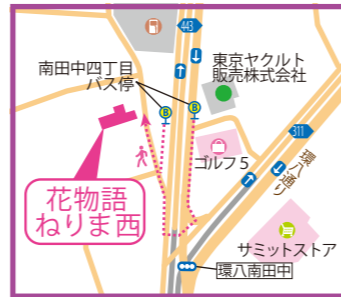 443
南田中四丁目
バス停
東京ヤクルト
販売株式会社
B
B
311
ゴルフ5
環八通り
花物語
ねりま西
サミットストア
環八南田中